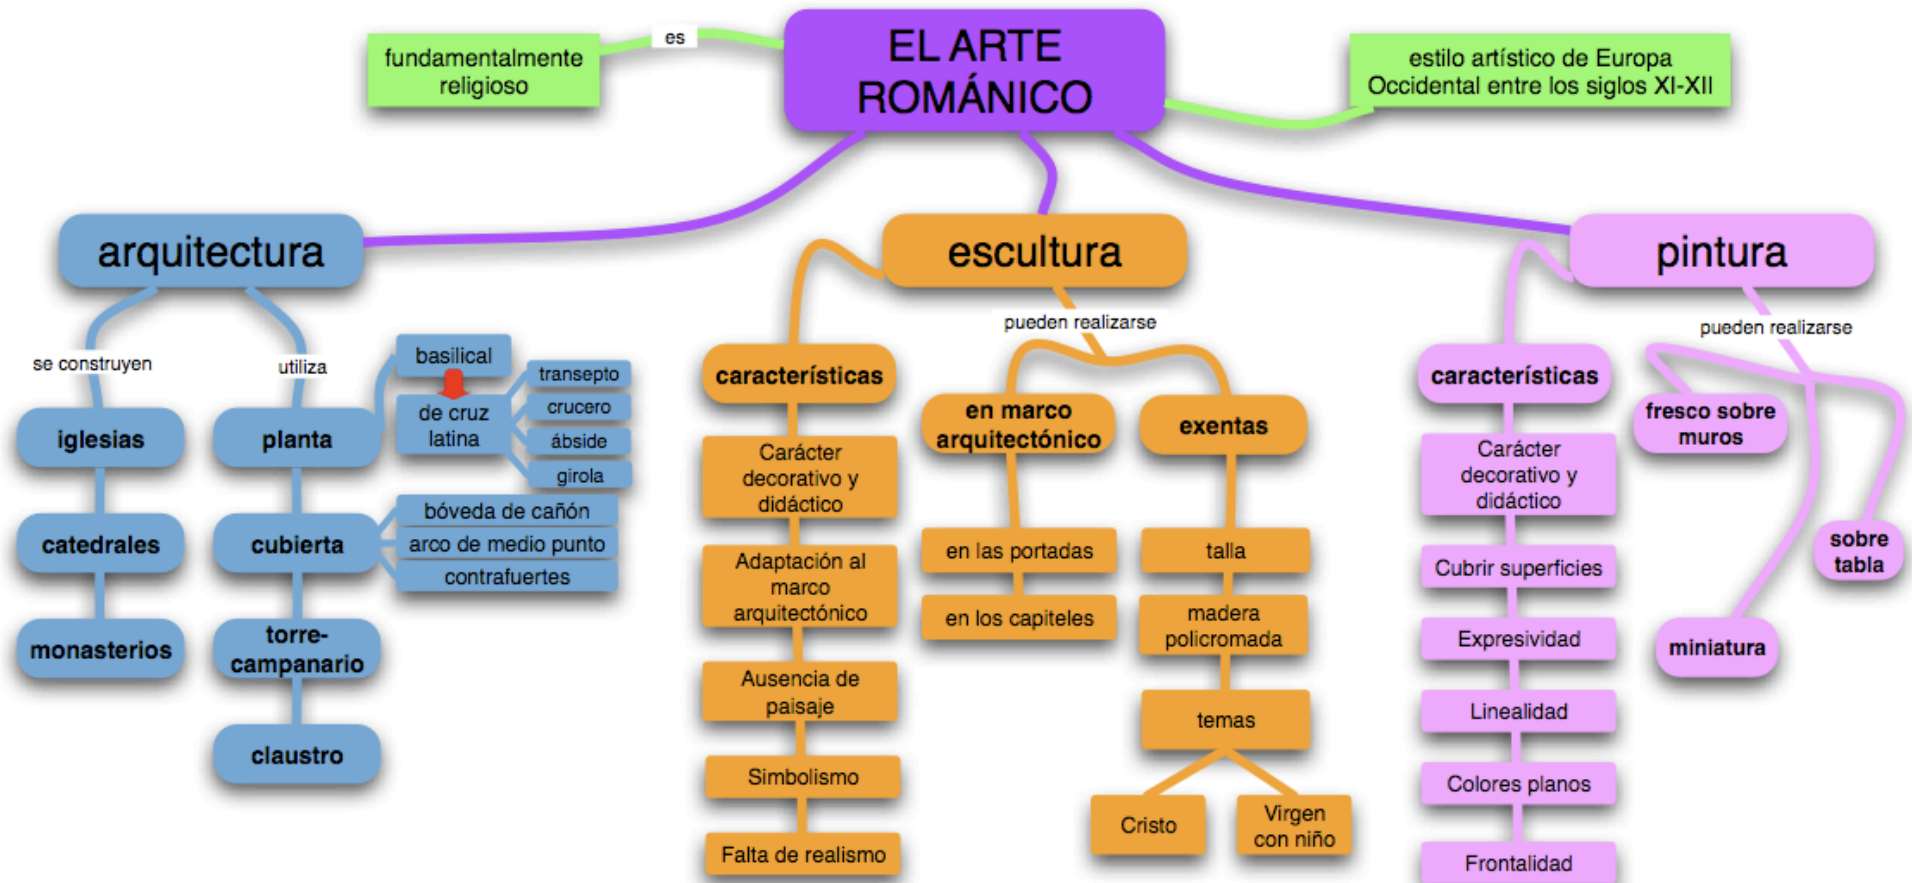 EL ARTE
ROMÁNICO
es
fundamentalmente
religioso
estilo artístico de Europa
Occidental entre los siglos XI-XII
arquitectura
se construyen
iglesias
catedrales
monasterios
utiliza
planta
basilical
de cruz
latina
transepto
crucero
ábside
girola
cubierta
bóveda de cañón
arco de medio punto
contrafuertes
torre-
campanario
claustro
escultura
características
Carácter
decorativo y
didáctico
Adaptación al
marco
arquitectónico
Ausencia de
paisaje
Simbolismo
Falta de realismo
pueden realizarse
en marco
arquitectónico
en las portadas
en los capiteles
exentas
talla
madera
policromada
temas
Cristo
Virgen
con niño
pintura
características
Carácter
decorativo y
didáctico
Cubrir superficies
Expresividad
Linealidad
Colores planos
Frontalidad
pueden realizarse
fresco sobre
muros
miniatura
sobre
tabla